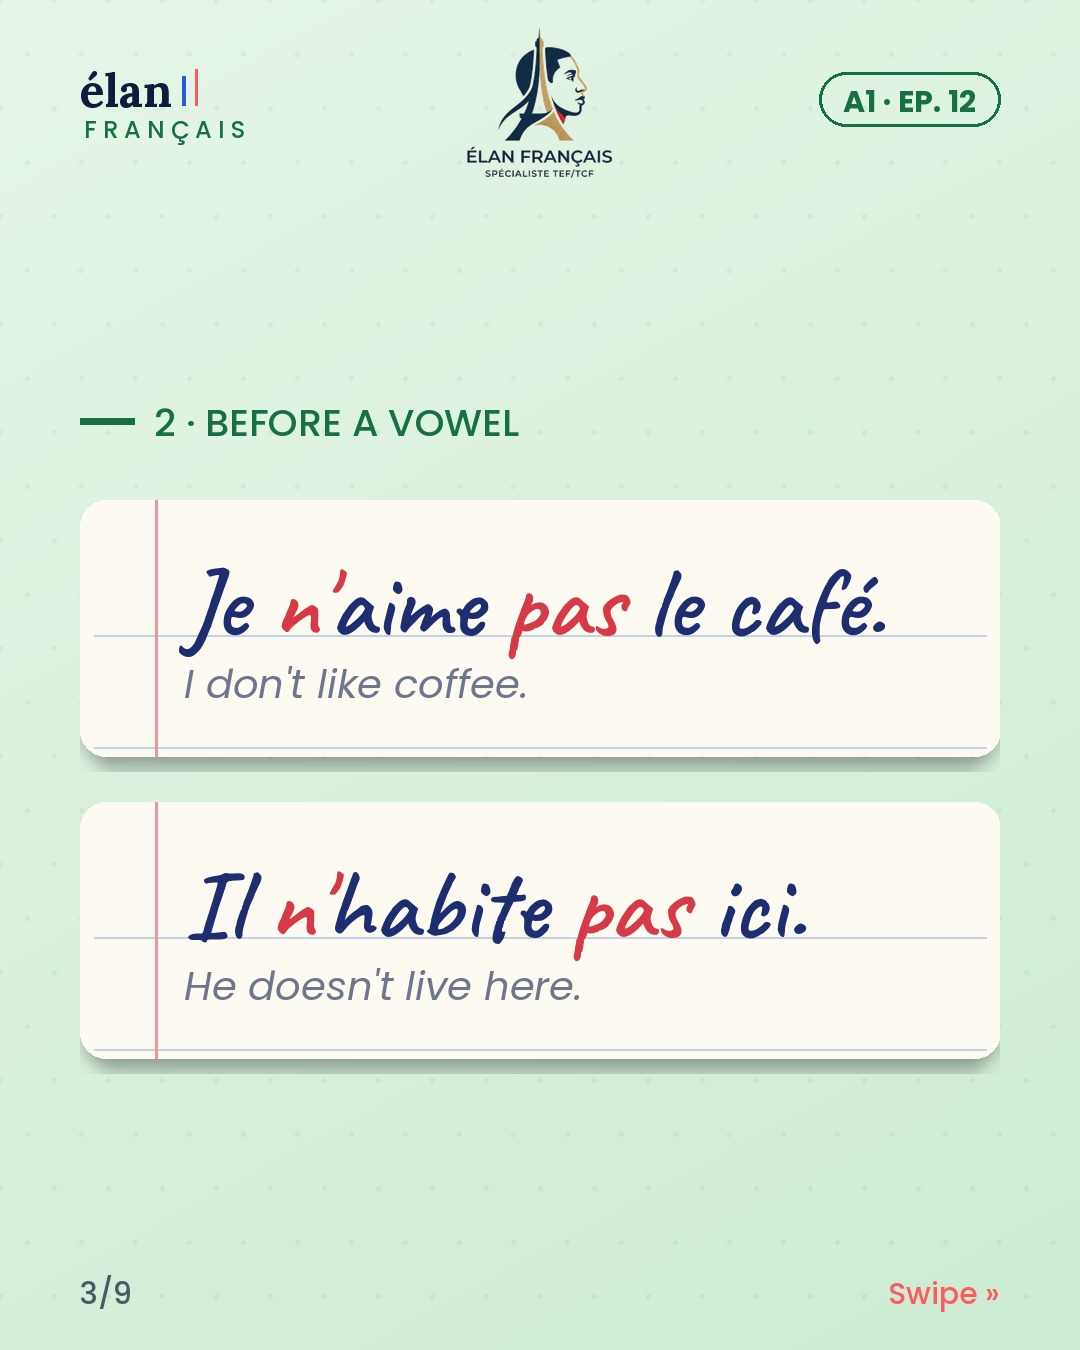 élan
FRANÇAIS
ÉLAN FRANÇAIS
SPÉCIALISTE TEF/TCF
A1 · EP. 12
2 · BEFORE A VOWEL
Je n'aime pas le café.
I don't like coffee.
Il n'habite pas ici.
He doesn't live here.
3/9
Swipe »